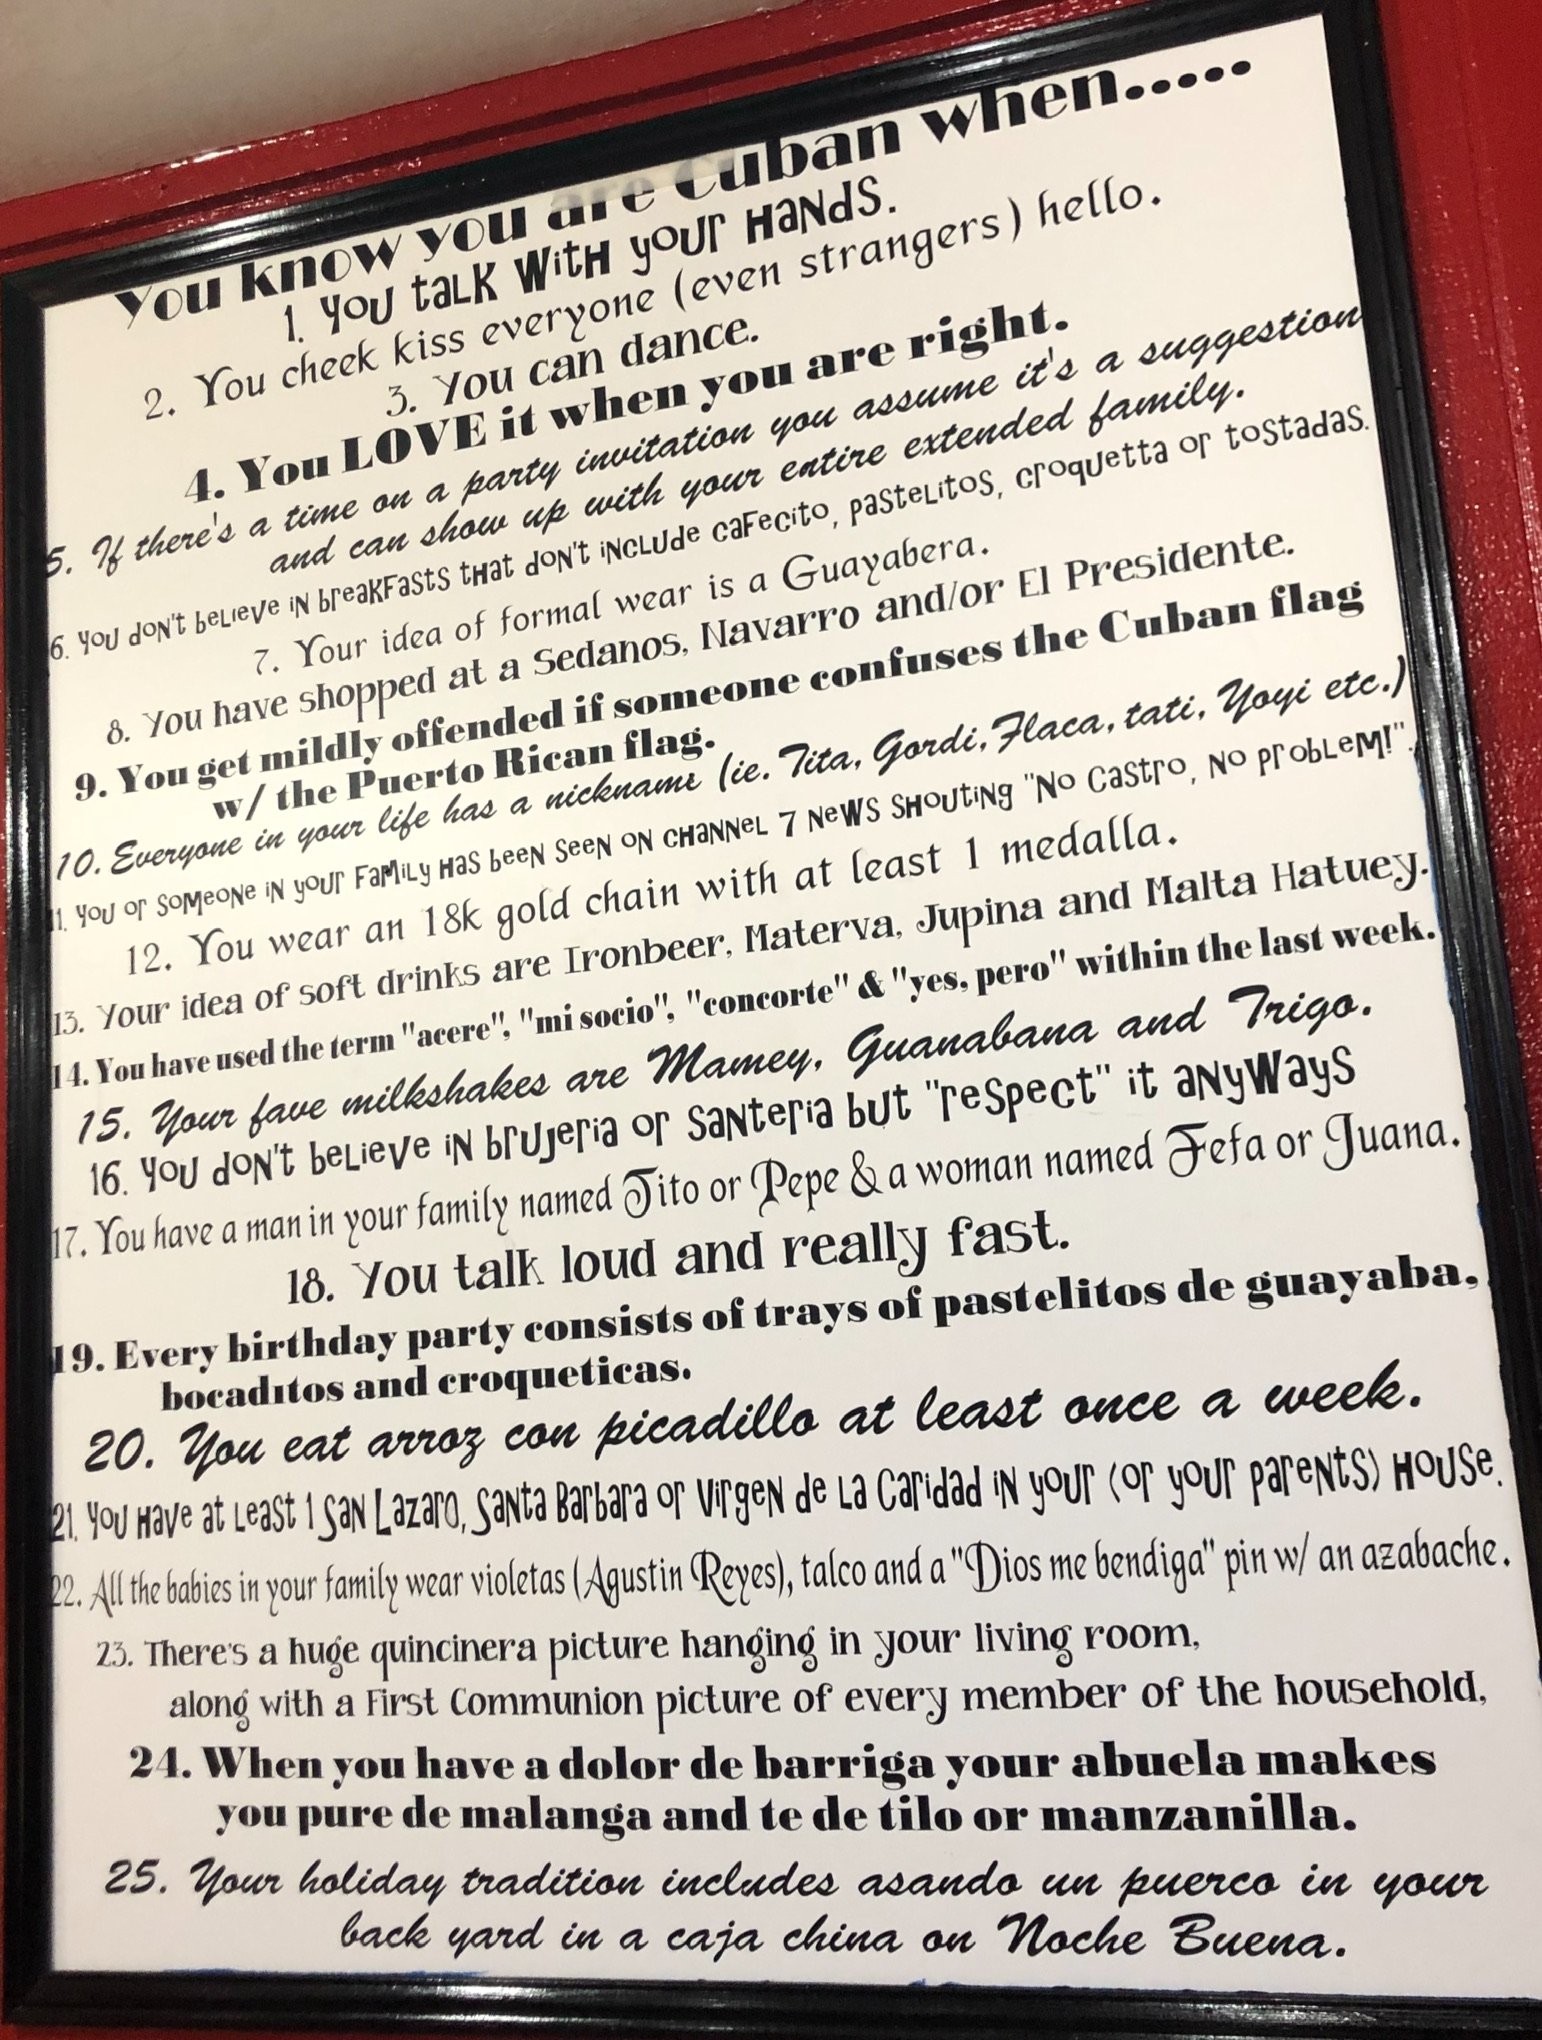 You know you are Cuban when.....
1. You talk with your hands.
2. You cheek kiss everyone (even strangers) hello.
3. You can dance.
4. You LOVE it when you are right.
5. If there's a time on a party invitation you assume it's a suggestion
and can show up with your entire extended family.
6. You don't believe in breakfasts that don't include cafecito, pastelitos, croquetta or tostadas.
7. Your idea of formal wear is a Guayabera.
8. You have shopped at a Sedanos, Navarro and/or El Presidente.
9. You get mildly offended if someone confuses the Cuban flag
w/ the Puerto Rican flag.
10. Everyone in your life has a nickname (ie. Tita, Gordi, Flaca, tati, Yoyi etc.)
11. You or someone in your family has been seen on channel 7 news shouting "No Castro, no problem!".
12. You wear an 18k gold chain with at least 1 medalla.
13. Your idea of soft drinks are Ironbeer, Materva, Jupina and Malta Hatuey.
14. You have used the term "acere", "mi socio", "concorte" & "yes, pero" within the last week.
15. Your fave milkshakes are Mamey, Guanabana and Trigo.
16. You don't believe in brujeria or santeria but "respect" it anyways
17. You have a man in your family named Tito or Pepe & a woman named Fefa or Juana.
18. You talk loud and really fast.
19. Every birthday party consists of trays of pastelitos de guayaba,
bocaditos and croqueticas.
20. You eat arroz con picadillo at least once a week.
21. You have at least 1 San Lazaro, Santa Barbara or Virgen de la Caridad in your (or your parents) house.
22. All the babies in your family wear violetas (Agustin Reyes), talco and a "Dios me bendiga" pin w/ an azabache.
23. There's a huge quincinera picture hanging in your living room,
along with a First Communion picture of every member of the household,
24. When you have a dolor de barriga your abuela makes
you pure de malanga and te de tilo or manzanilla.
25. Your holiday tradition includes asando un puerco in your
back yard in a caja china on Noche Buena.